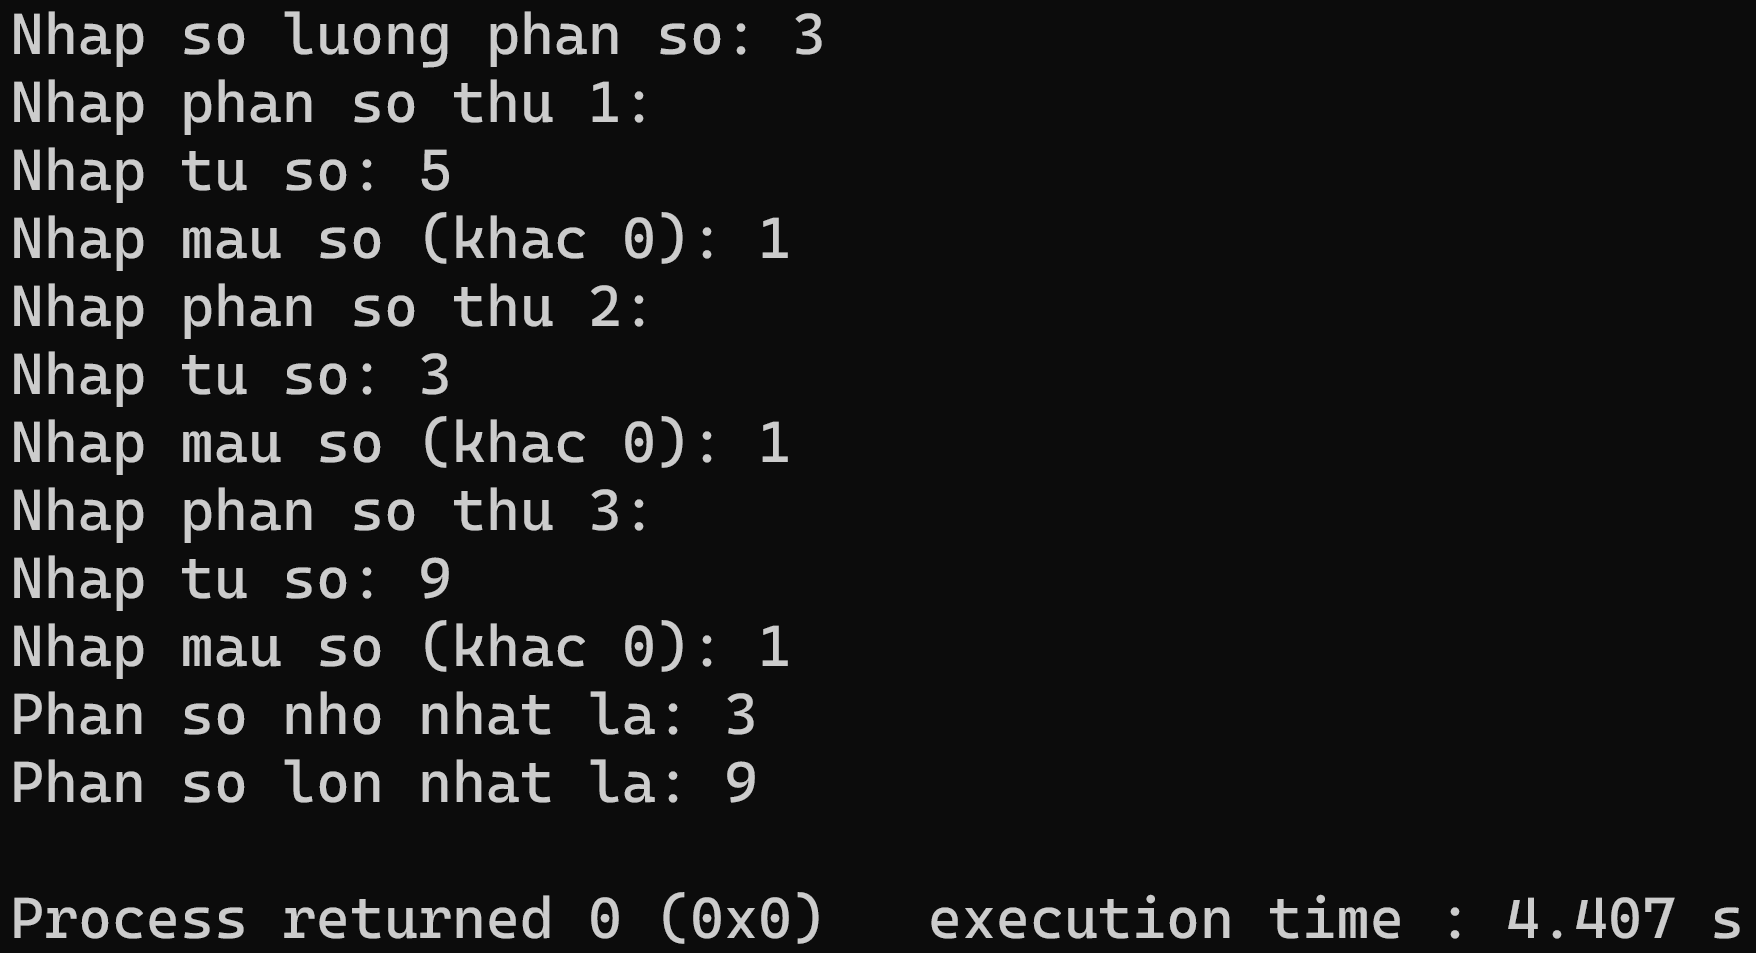 Nhap so luong phan so: 3
Nhap phan so thu 1:
Nhap tu so: 5
Nhap mau so (khac 0): 1
Nhap phan so thu 2:
Nhap tu so: 3
Nhap mau so (khac 0): 1
Nhap phan so thu 3:
Nhap tu so: 9
Nhap mau so (khac 0): 1
Phan so nho nhat la: 3
Phan so lon nhat la: 9
Process returned 0 (0x0)   execution time : 4.407 s